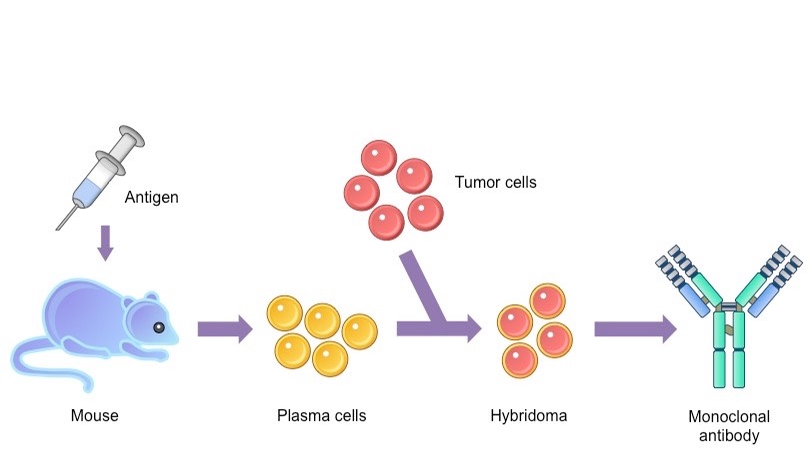 Antigen
Tumor cells
Mouse
Plasma cells
Hybridoma
Monoclonal
antibody